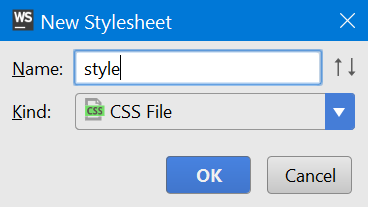 WS New Stylesheet
Name: style
Kind: CSS CSS File
OK Cancel